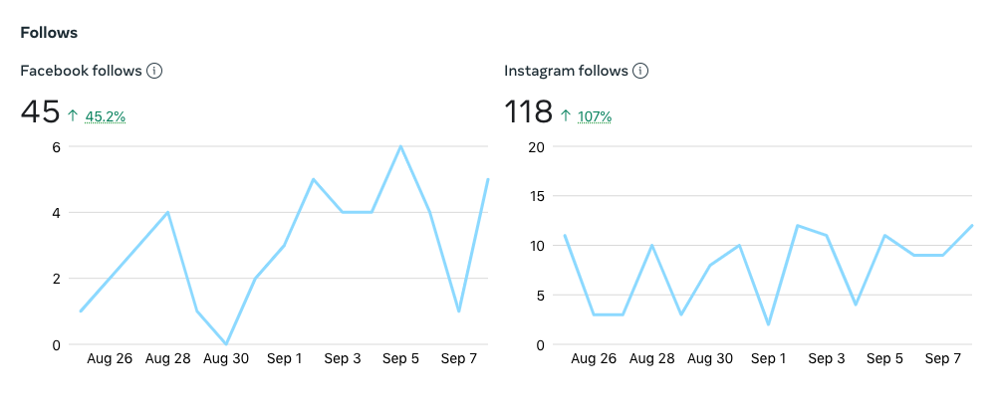 Follows
Facebook follows
45 ↑ 45.2%
6
4
2
0
Aug 26 Aug 28 Aug 30 Sep 1 Sep 3 Sep 5 Sep 7
Instagram follows
118 ↑ 107%
20
15
10
5
0
Aug 26 Aug 28 Aug 30 Sep 1 Sep 3 Sep 5 Sep 7